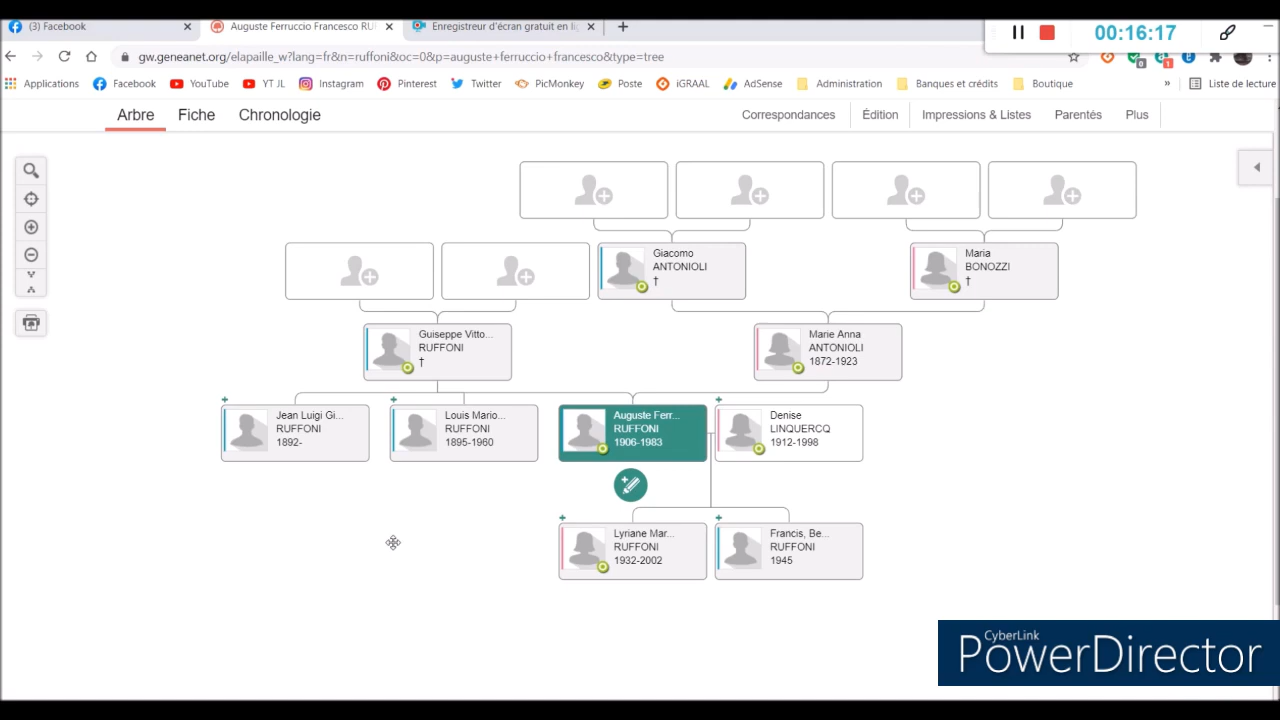 (3) Facebook
Auguste Ferruccio Francesco RU
Enregistreur d'écran gratuit en li
00:16:17
gw.geneanet.org/elapaille_w?lang=fr&n=ruffoni&oc=0&p=auguste+ferruccio+francesco&type=tree
0
1
Applications
Facebook
YouTube
YT JL
Instagram
Pinterest
Twitter
PicMonkey
Poste
iGRAAL
AdSense
Administration
Banques et crédits
Boutique
»
Liste de lecture
Arbre
Fiche
Chronologie
Correspondances
Édition
Impressions & Listes
Parentés
Plus
Giacomo
ANTONIOLI
†
Maria
BONOZZI
†
Guiseppe Vitto...
RUFFONI
†
Marie Anna
ANTONIOLI
1872-1923
Jean Luigi Gi...
RUFFONI
1892-
Louis Mario...
RUFFONI
1895-1960
Auguste Ferr...
RUFFONI
1906-1983
Denise
LINQUERCQ
1912-1998
Lyriane Mar...
RUFFONI
1932-2002
Francis, Be...
RUFFONI
1945
CyberLink
PowerDirector